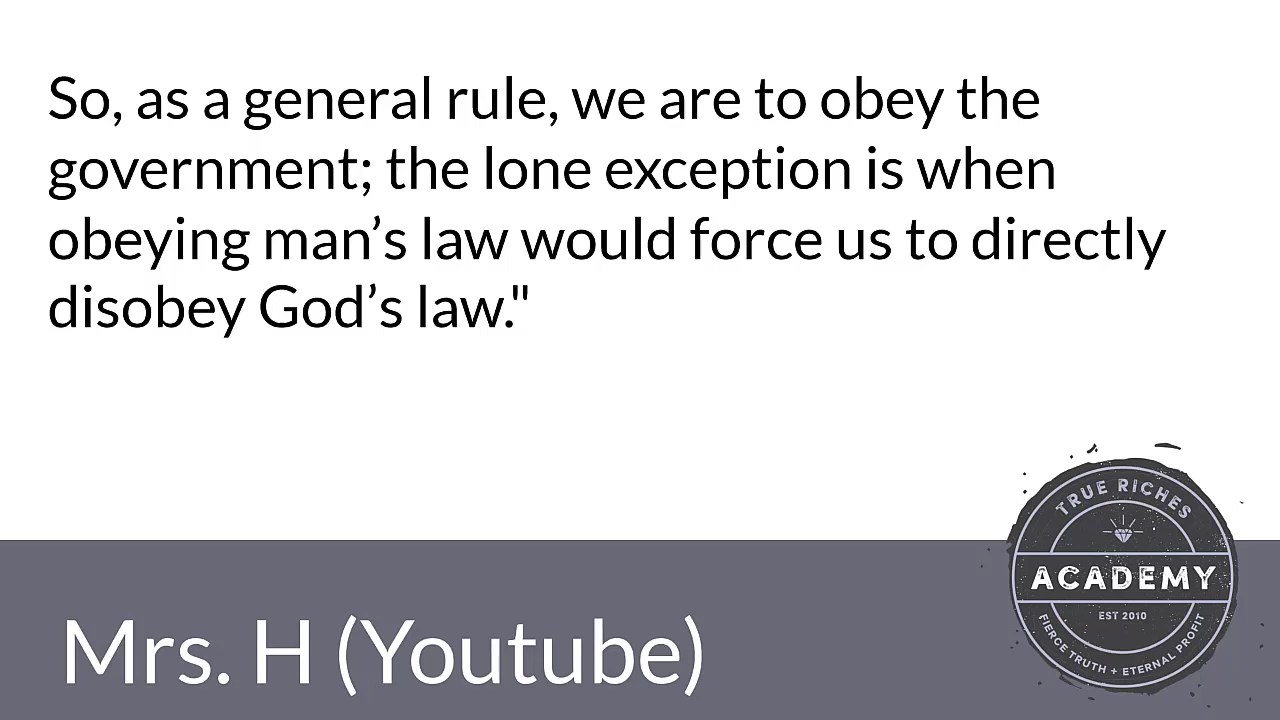 So, as a general rule, we are to obey the
government; the lone exception is when
obeying man’s law would force us to directly
disobey God’s law."
TRUE RICHES
ACADEMY
EST 2010
FIERCE TRUTH + ETERNAL PROFIT
Mrs. H (Youtube)